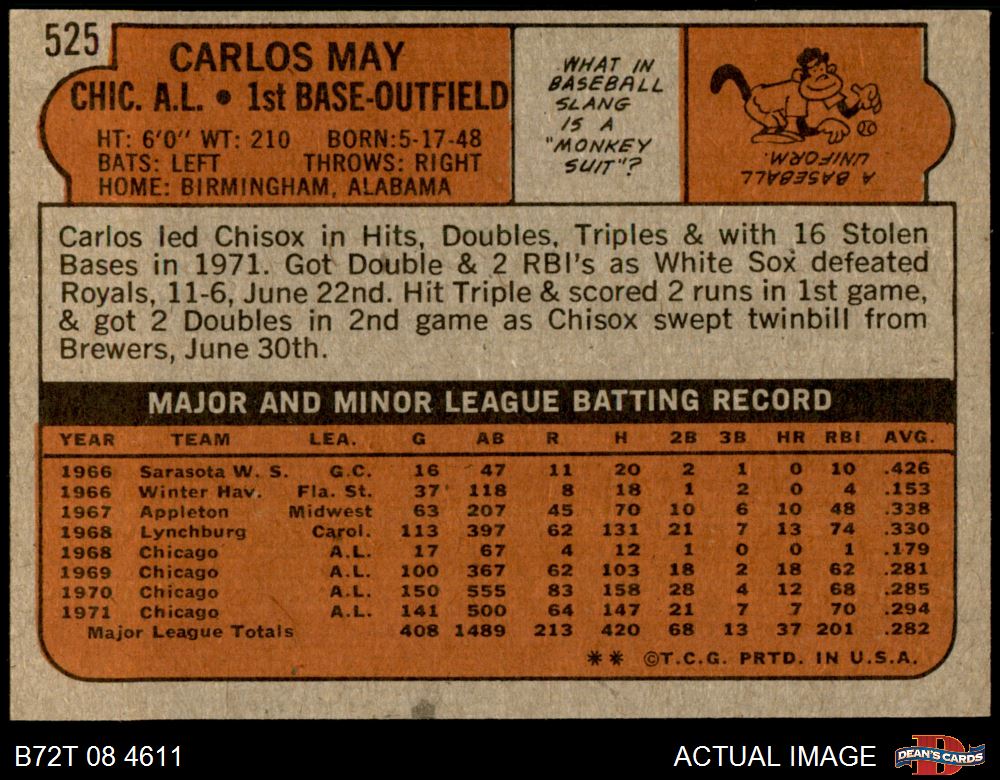 525
CARLOS MAY
CHIC. A.L. • 1st BASE-OUTFIELD
HT: 6'0" WT: 210 BORN: 5-17-48
BATS: LEFT THROWS: RIGHT
HOME: BIRMINGHAM, ALABAMA
WHAT IN
BASEBALL
SLANG
IS A
"MONKEY
SUIT"?
A BASEBALL
UNIFORM.
Carlos led Chisox in Hits, Doubles, Triples & with 16 Stolen
Bases in 1971. Got Double & 2 RBI's as White Sox defeated
Royals, 11-6, June 22nd. Hit Triple & scored 2 runs in 1st game,
& got 2 Doubles in 2nd game as Chisox swept twinbill from
Brewers, June 30th.
MAJOR AND MINOR LEAGUE BATTING RECORD
YEAR TEAM LEA. G AB R H 2B 3B HR RBI AVG.
1966 Sarasota W. S. G.C. 16 47 11 20 2 1 0 10 .426
1966 Winter Hav. Fla. St. 37 118 8 18 1 2 0 4 .153
1967 Appleton Midwest 63 207 45 70 10 6 10 48 .338
1968 Lynchburg Carol. 113 397 62 131 21 7 13 74 .330
1968 Chicago A.L. 17 67 4 12 1 0 0 1 .179
1969 Chicago A.L. 100 367 62 103 18 2 18 62 .281
1970 Chicago A.L. 150 555 83 158 28 4 12 68 .285
1971 Chicago A.L. 141 500 64 147 21 7 7 70 .294
Major League Totals 408 1489 213 420 68 13 37 201 .282
** ©T.C.G. PRTD. IN U.S.A.
B72T 08 4611
ACTUAL IMAGE
D
DEAN'S CARDS